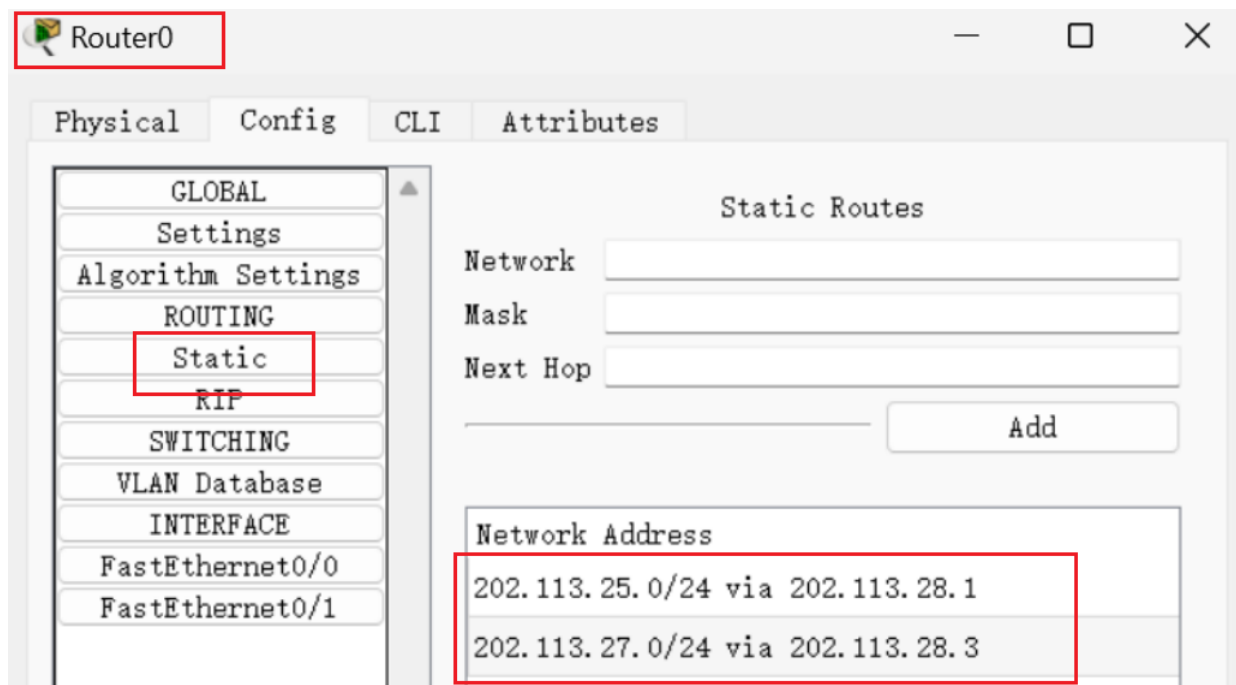 Router0
Physical Config CLI Attributes
GLOBAL
Settings
Algorithm Settings
ROUTING
Static
RIP
SWITCHING
VLAN Database
INTERFACE
FastEthernet0/0
FastEthernet0/1
Static Routes
Network
Mask
Next Hop
Add
Network Address
202.113.25.0/24 via 202.113.28.1
202.113.27.0/24 via 202.113.28.3